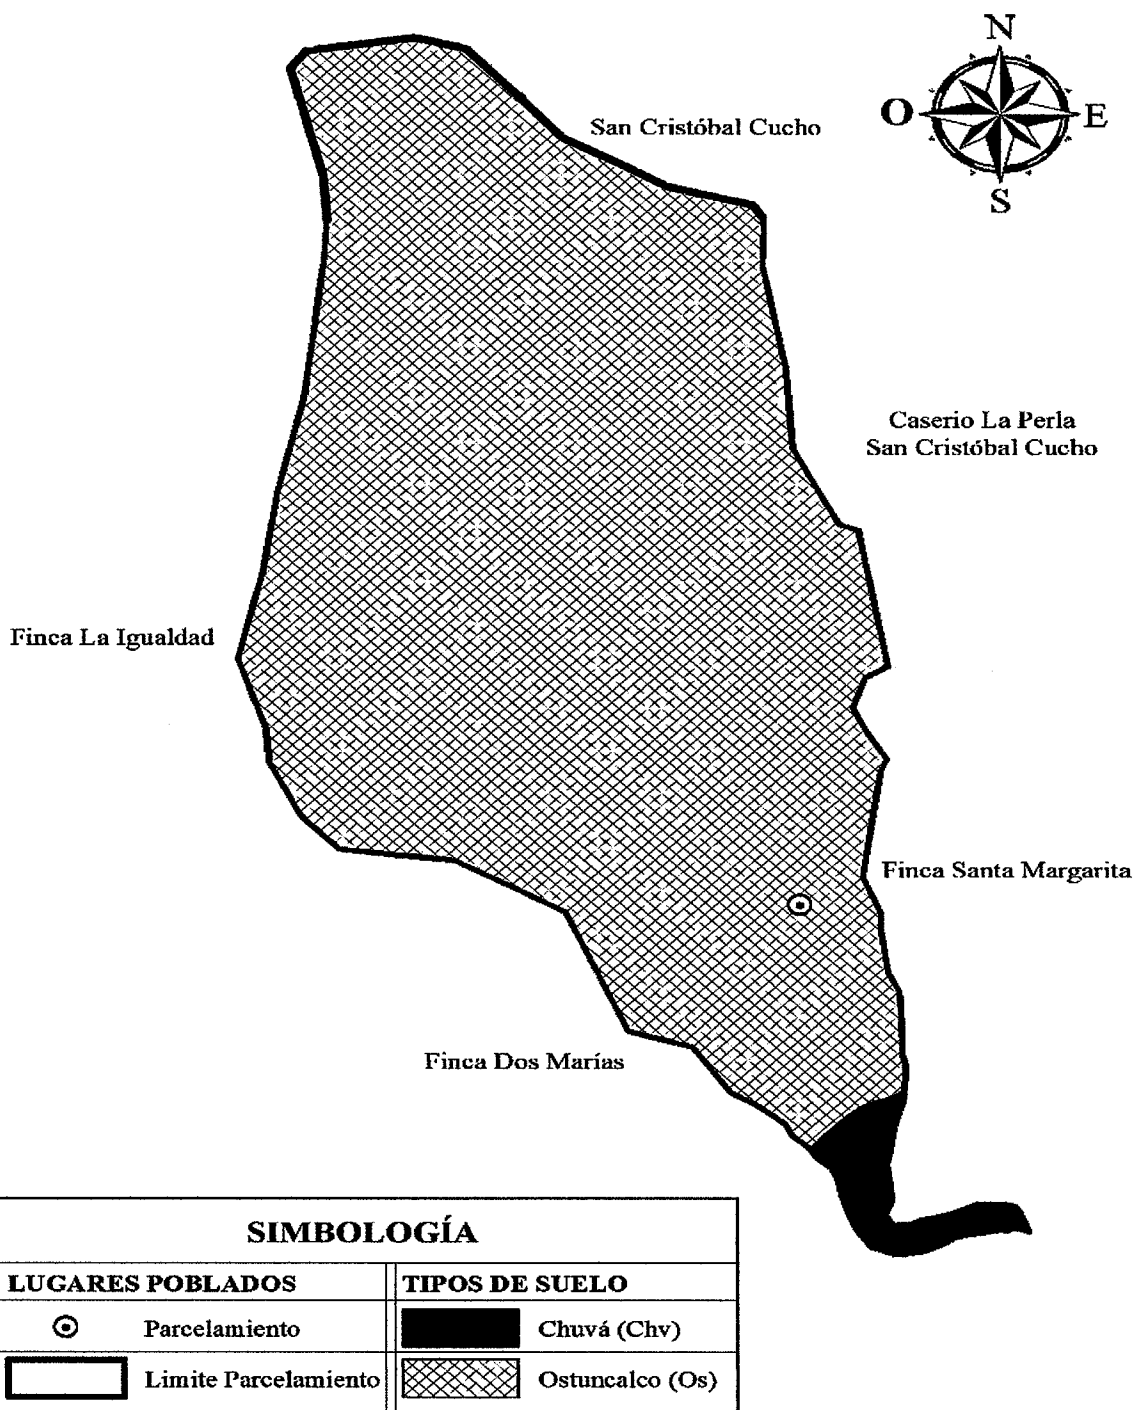 N
San Cristóbal Cucho
O
E
S
Caserio La Perla
San Cristóbal Cucho
Finca La Igualdad
Finca Santa Margarita
Finca Dos Marías
SIMBOLOGÍA
LUGARES POBLADOS
TIPOS DE SUELO
Parcelamiento
Chuvá (Chv)
Limite Parcelamiento
Ostuncalco (Os)